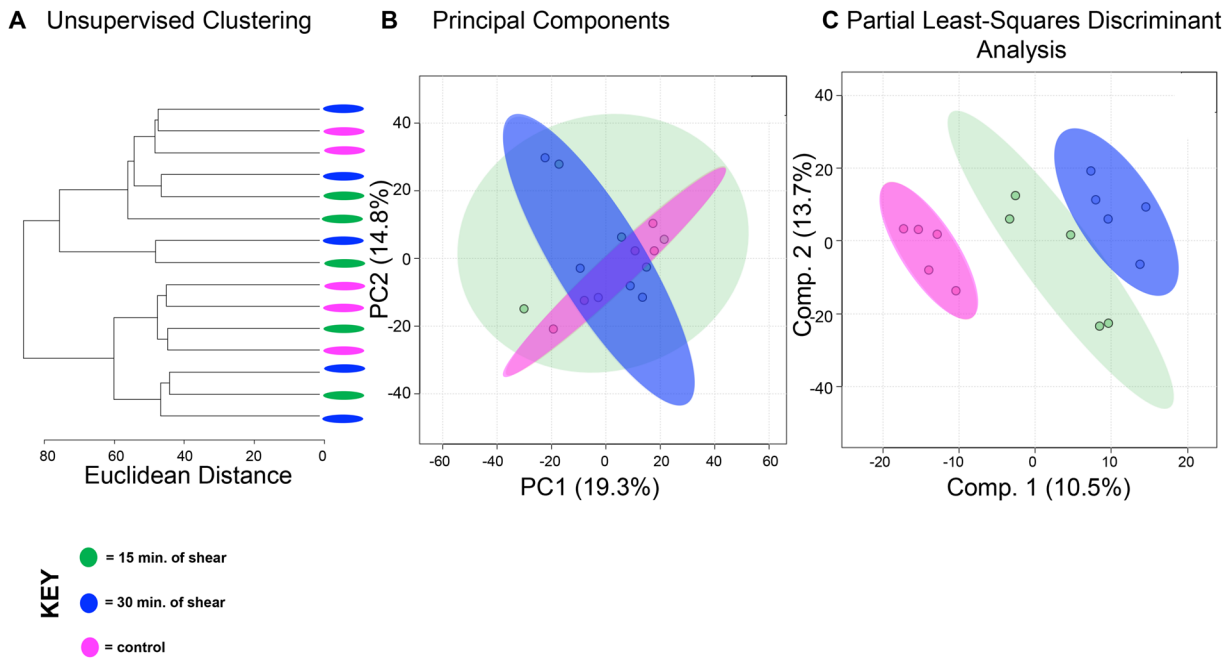 A Unsupervised Clustering
80 60 40 20 0
Euclidean Distance
B Principal Components
40
20
0
-20
-40
PC2 (14.8%)
-60 -40 -20 0 20 40 60
PC1 (19.3%)
C Partial Least-Squares Discriminant
Analysis
40
20
0
-20
-40
Comp. 2 (13.7%)
-20 -10 0 10 20
Comp. 1 (10.5%)
KEY
= 15 min. of shear
= 30 min. of shear
= control